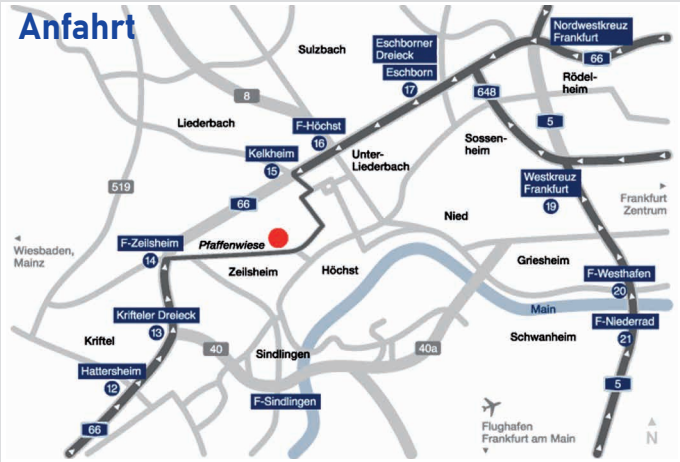 Anfahrt
Nordwestkreuz
Frankfurt
66
Sulzbach
Eschborner
Dreieck
Eschborn
17
Rödel-
heim
648
8
5
Liederbach
F-Höchst
16
Sossen-
heim
Kelkheim
15
Unter-
Liederbach
Westkreuz
Frankfurt
19
519
66
Frankfurt
Zentrum
Nied
Wiesbaden,
Mainz
F-Zeilsheim
14
Pfaffenwiese
Zeilsheim
Höchst
Griesheim
F-Westhafen
20
Main
Krifteler Dreieck
13
F-Niederrad
21
Schwanheim
Kriftel
40
Sindlingen
40a
Hattersheim
12
5
F-Sindlingen
66
Flughafen
Frankfurt am Main
N